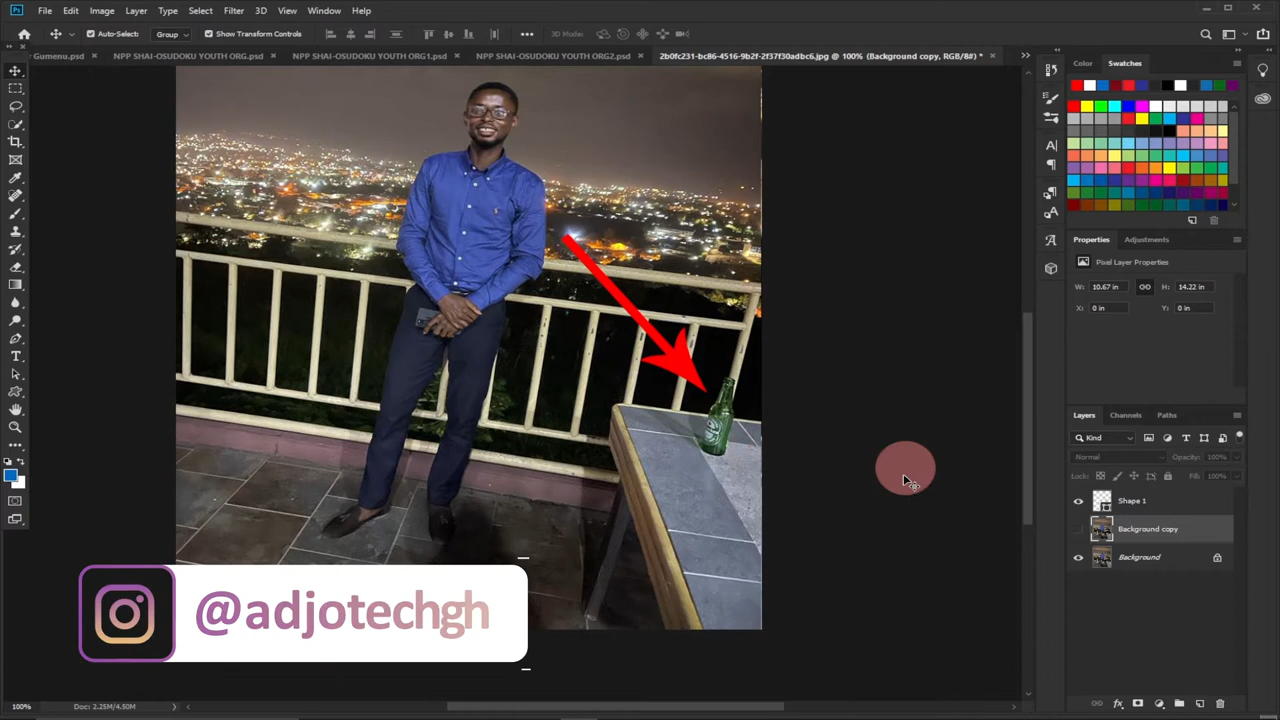 Ps File Edit Image Layer Type Select Filter 3D View Window Help
Auto-Select: Group Show Transform Controls 3D Mode:
Gumenu.psd × NPP SHAI-OSUDOKU YOUTH ORG.psd × NPP SHAI-OSUDOKU YOUTH ORG1.psd × NPP SHAI-OSUDOKU YOUTH ORG2.psd × 2b0fc231-bc86-4516-9b2f-2f37f30adbc6.jpg @ 100% (Background copy, RGB/8#) * ×
Color Swatches
Properties Adjustments
Pixel Layer Properties
W: 10.67 in H: 14.22 in
X: 0 in Y: 0 in
Layers Channels Paths
Kind
Normal Opacity: 100%
Lock: Fill: 100%
Shape 1
Background copy
Background
@adjotechgh
100% Doc: 2.25M/4.50M